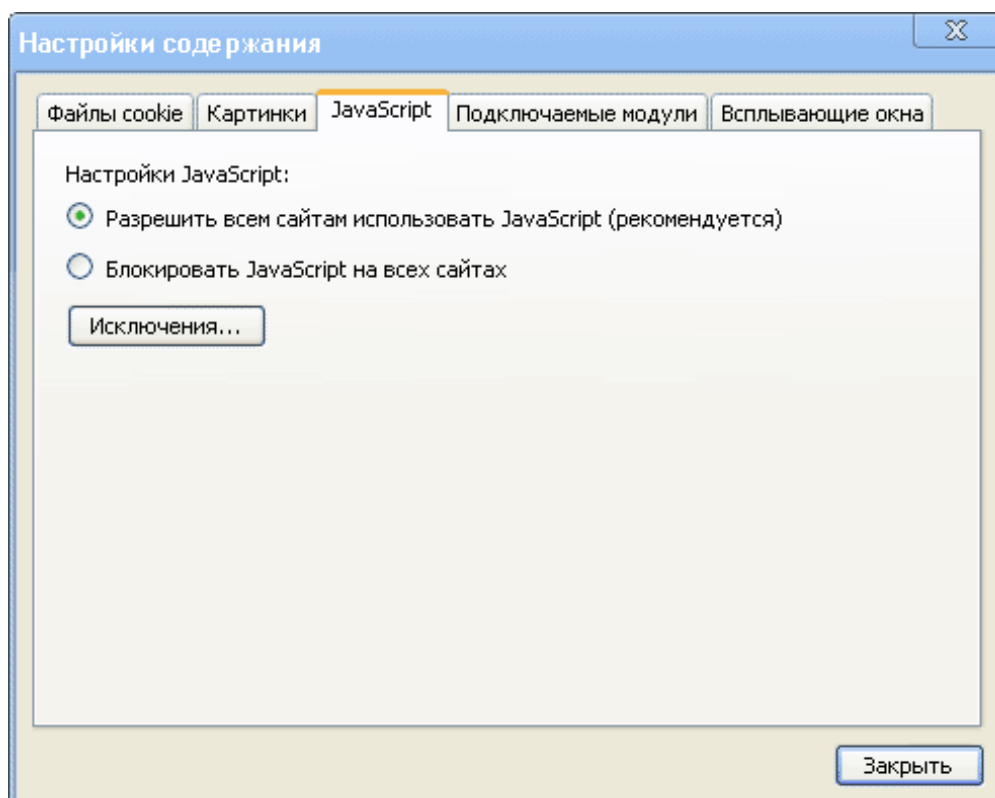 Настройки содержания
Файлы cookie Картинки JavaScript Подключаемые модули Всплывающие окна
Настройки JavaScript:
Разрешить всем сайтам использовать JavaScript (рекомендуется)
Блокировать JavaScript на всех сайтах
Исключения...
Закрыть